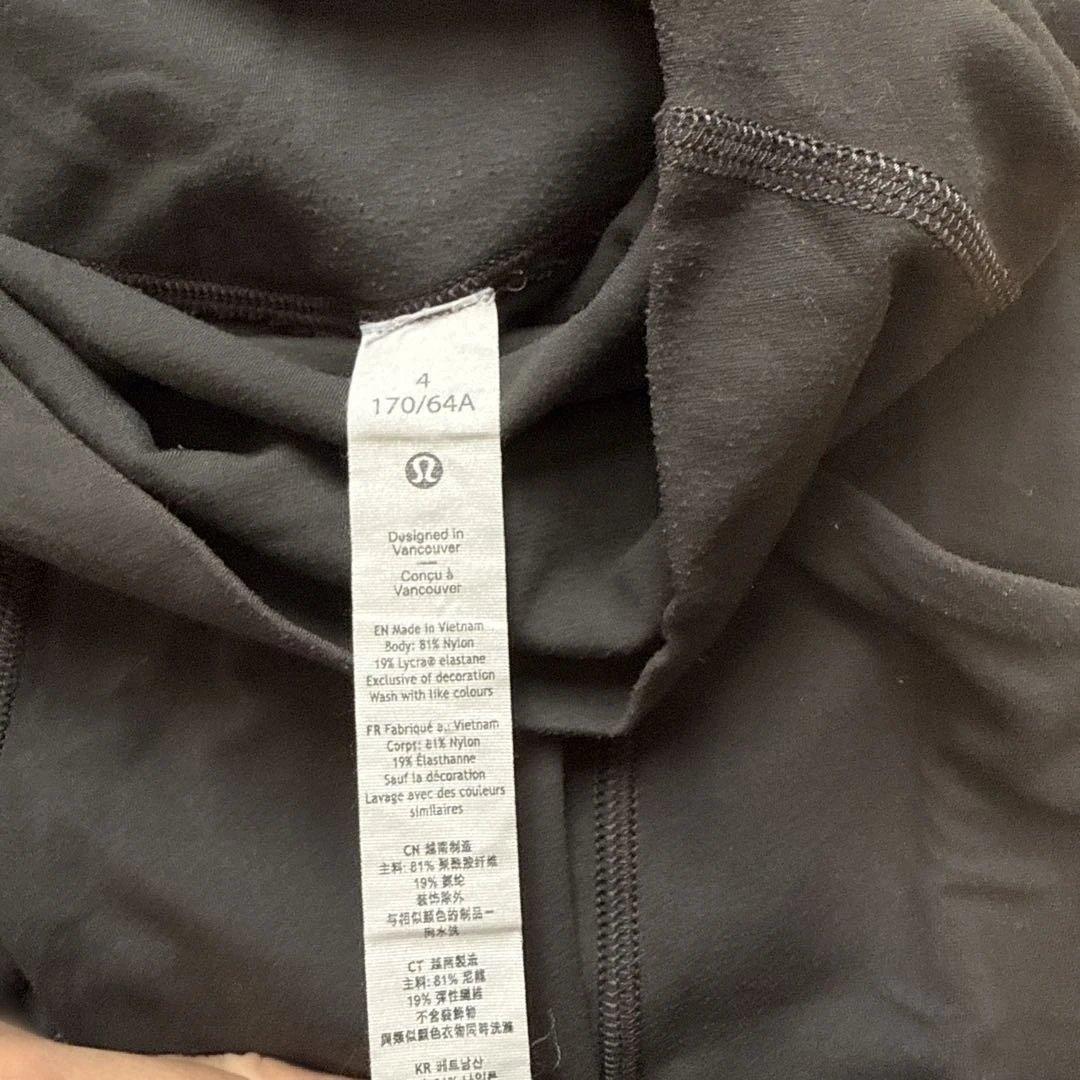 4
170/64A
Designed in
Vancouver
Conçu à
Vancouver
EN Made in Vietnam
Body: 81% Nylon
19% Lycra® elastane
Exclusive of decoration
Wash with like colours
FR Fabriqué au Vietnam
Corps: 81% Nylon
19% Élasthanne
Sauf la décoration
Lavage avec des couleurs
similaires
CN 越南制造
主料: 81% 聚酰胺纤维
19% 氨纶
装饰除外
与相似颜色的制品一
同水洗
CT 越南製造
主料: 81% 尼龍
19% 彈性纖維
不含裝飾物
與類似顏色衣物同時洗滌
KR 베트남산